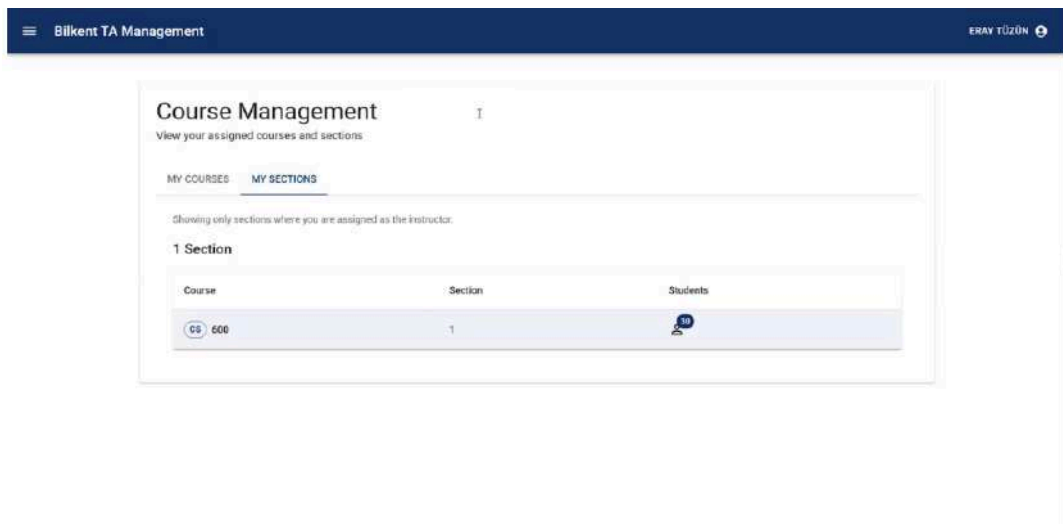 Bilkent TA Management
ERAY TÜZÜN
Course Management
View your assigned courses and sections
MY COURSES MY SECTIONS
Showing only sections where you are assigned as the instructor.
1 Section
Course Section Students
CS 600 1 30